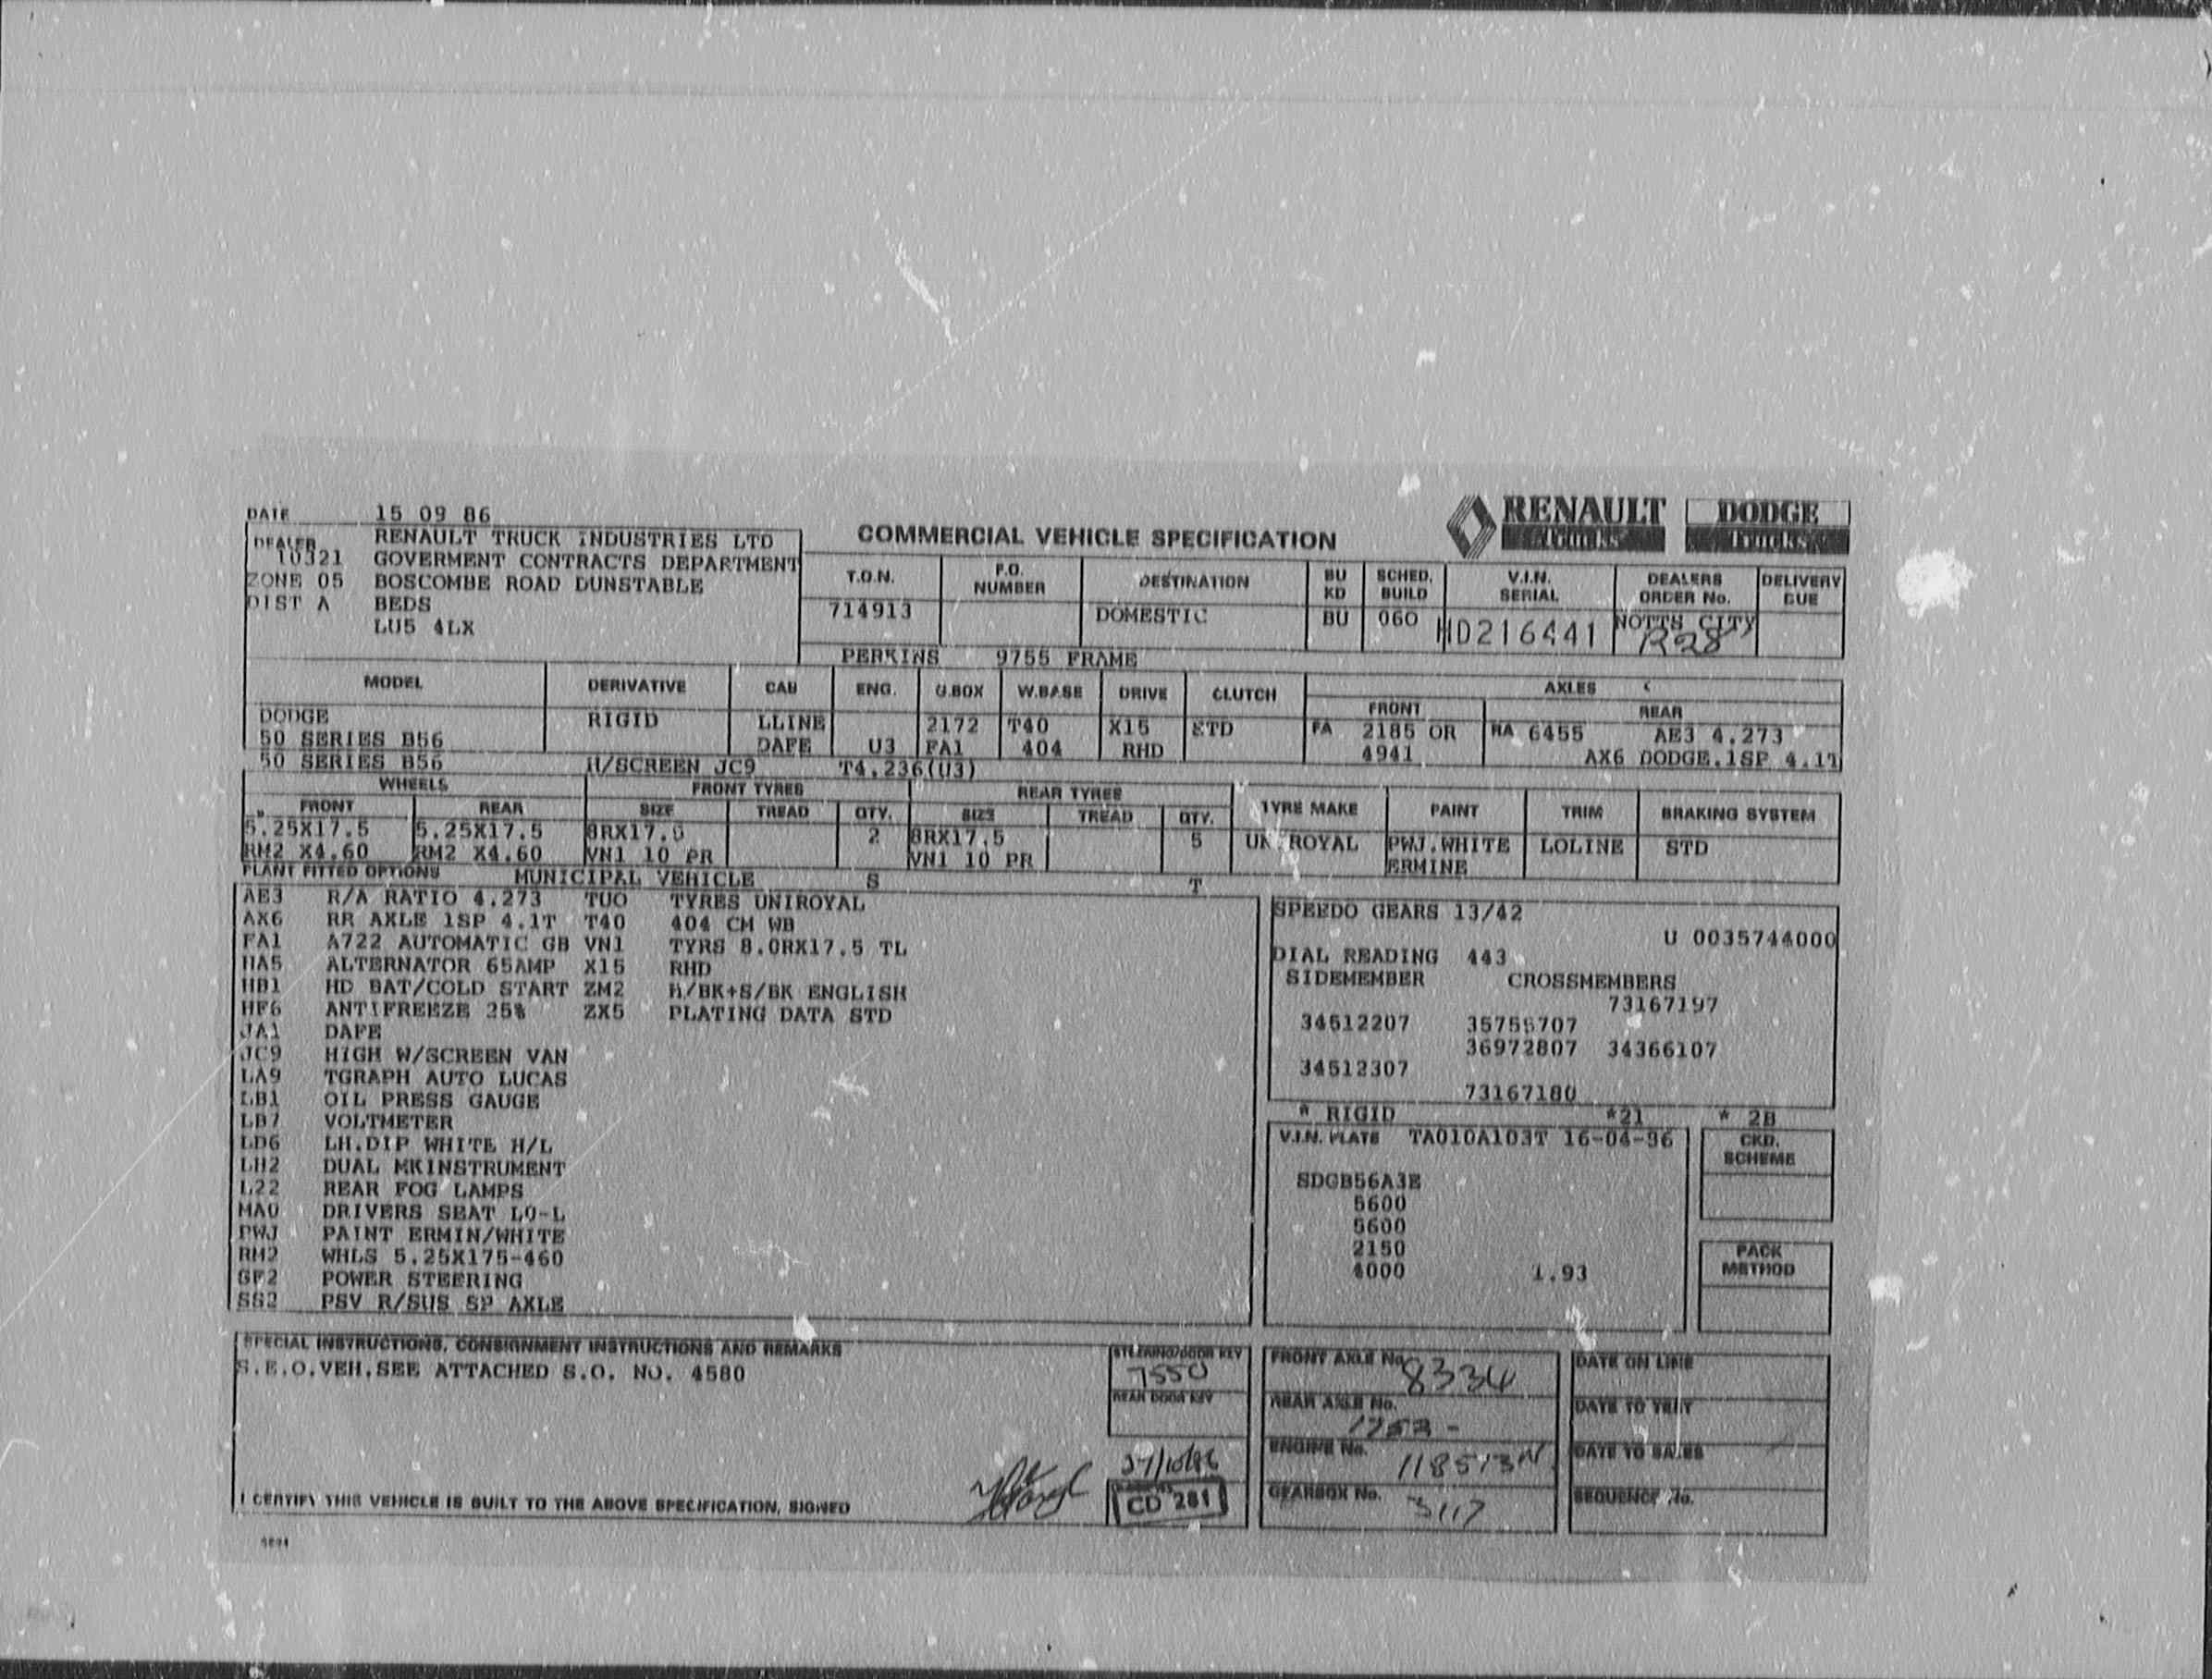 DATE 15 09 86
DEALER RENAULT TRUCK INDUSTRIES LTD
10321 GOVERMENT CONTRACTS DEPARTMENT
ZONE 05 BOSCOMBE ROAD DUNSTABLE
DIST A BEDS
LU5 4LX
COMMERCIAL VEHICLE SPECIFICATION
RENAULT TRUCKS
DODGE TRUCKS
T.O.N. P.O. NUMBER DESTINATION BU KD SCHED. BUILD V.I.N. SERIAL DEALERS ORDER No. DELIVERY DUE
714913 DOMESTIC BU 060 HD216441 NOTTS CITY R28
PERKINS 9755 FRAME
MODEL DERIVATIVE CAB ENG. G.BOX W.BASE DRIVE CLUTCH AXLES
FRONT REAR
DODGE RIGID LLINE 2172 T40 X15 STD FA 2185 OR RA 6455 AE3 4.273
50 SERIES B56 DAFE U3 FA1 404 RHD 4941 AX6 DODGE.1SP 4.1T
50 SERIES B56 H/SCREEN JC9 T4.236(U3)
WHEELS FRONT TYRES REAR TYRES
FRONT REAR SIZE TREAD QTY. SIZE TREAD QTY. TYRE MAKE PAINT TRIM BRAKING SYSTEM
5.25X17.5 5.25X17.5 8RX17.5 2 8RX17.5 5 UNIROYAL PWJ.WHITE LOLINE STD
RM2 X4.60 RM2 X4.60 VN1 10 PR VN1 10 PR ERMINE
PLANT FITTED OPTIONS MUNICIPAL VEHICLE S T
AE3 R/A RATIO 4.273 TUO TYRES UNIROYAL
AX6 RR AXLE 1SP 4.1T T40 404 CM WB
FA1 A722 AUTOMATIC GB VN1 TYRS 8.0RX17.5 TL
HA5 ALTERNATOR 65AMP X15 RHD
HB1 HD BAT/COLD START ZM2 H/BK+S/BK ENGLISH
HF6 ANTIFREEZE 25% ZX5 PLATING DATA STD
JA1 DAFE
JC9 HIGH W/SCREEN VAN
LA9 TGRAPH AUTO LUCAS
LB1 OIL PRESS GAUGE
LB7 VOLTMETER
LD6 LH.DIP WHITE H/L
LH2 DUAL MKINSTRUMENT
L22 REAR FOG LAMPS
MAO DRIVERS SEAT LO-L
PWJ PAINT ERMIN/WHITE
RM2 WHLS 5.25X175-460
GF2 POWER STEERING
SS2 PSV R/SUS SP AXLE
SPEEDO GEARS 13/42
U 0035744000
DIAL READING 443
SIDEMEMBER CROSSMEMBERS
73167197
34512207 35755707
36972807 34366107
34512307
73167180
* RIGID *21 * 2B
V.I.N. PLATE TA010A103T 16-04-86
CKD. SCHEME
SDGB56A3E
5600
5600
2150
4000 1.93
PACK METHOD
SPECIAL INSTRUCTIONS, CONSIGNMENT INSTRUCTIONS AND REMARKS
S.E.O.VEH.SEE ATTACHED S.O. NO. 4580
STEERING/DOOR KEY 7550
REAR DOOR KEY
27/10/86
CD 281
FRONT AXLE No. 8334
REAR AXLE No.
ENGINE No. 118513N
GEARBOX No. 3117
DATE ON LINE
DATE TO TEST
DATE TO SALES
SEQUENCE No.
I CERTIFY THIS VEHICLE IS BUILT TO THE ABOVE SPECIFICATION, SIGNED